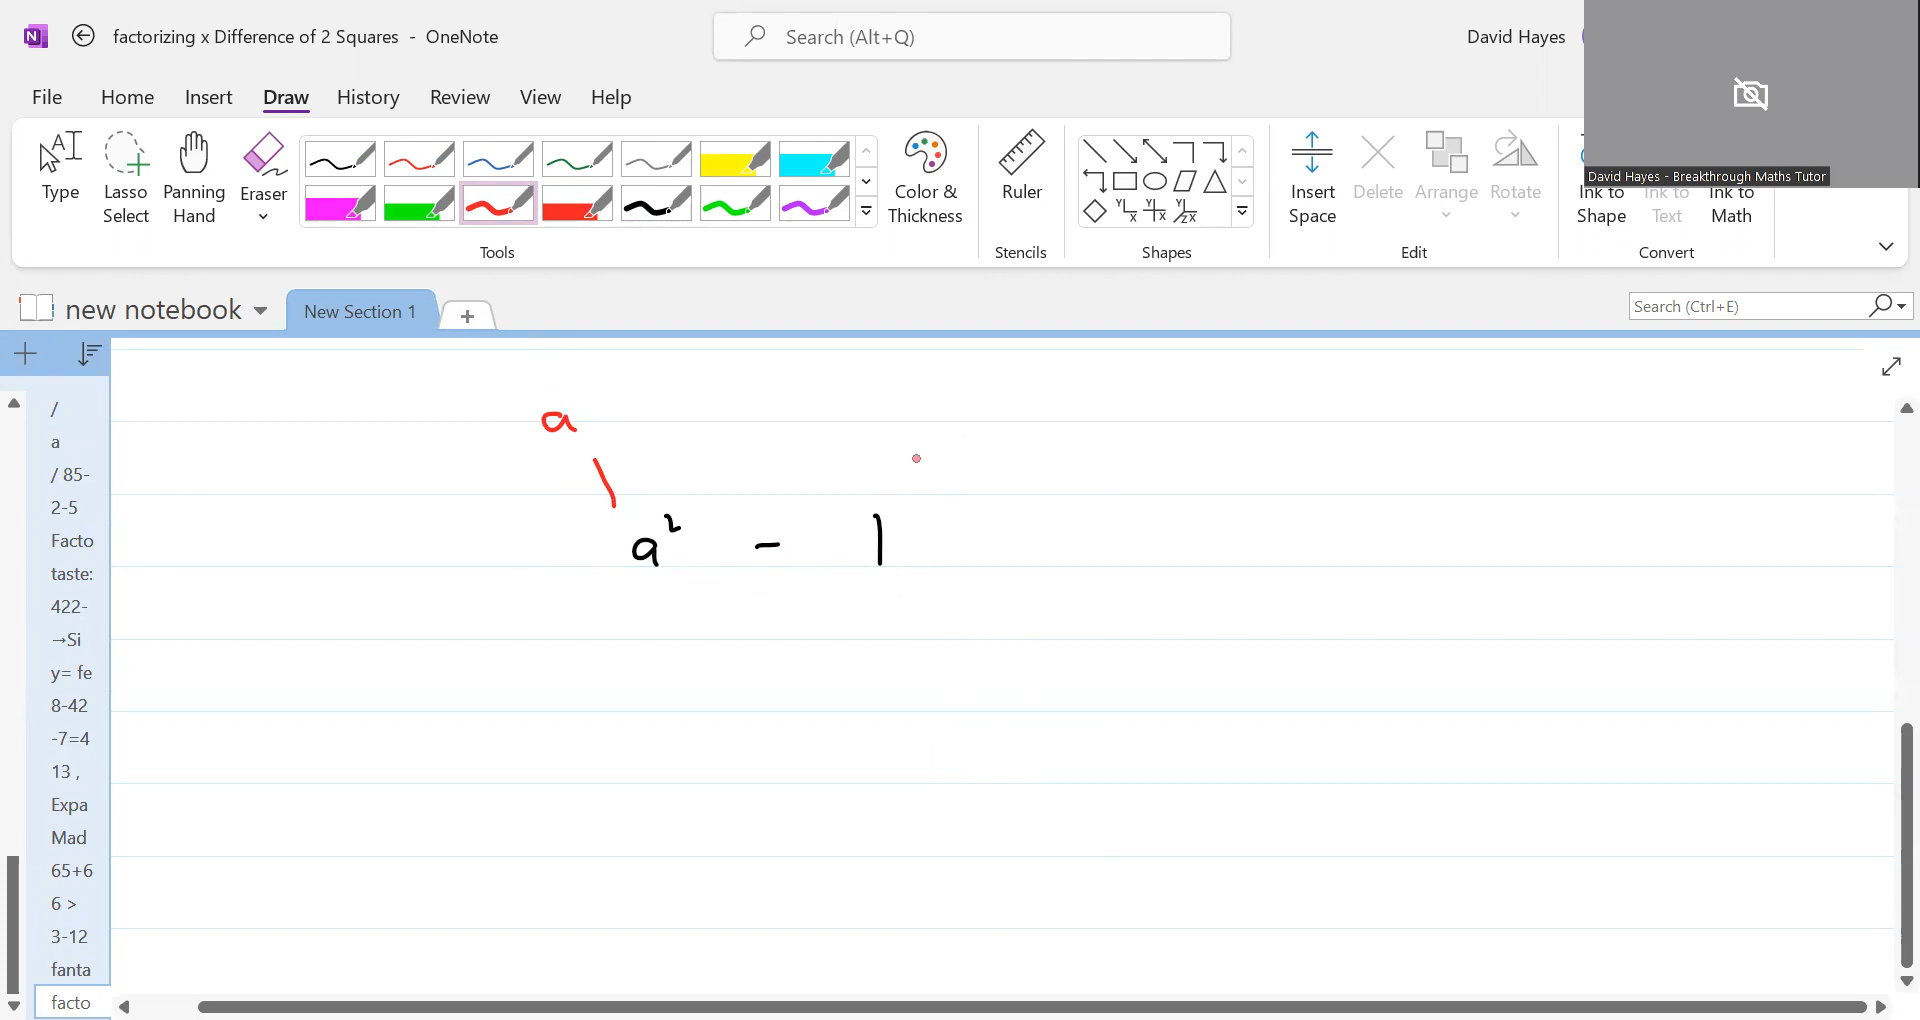 factorizing x Difference of 2 Squares - OneNote
Search (Alt+Q)
David Hayes
File Home Insert Draw History Review View Help
Type
Lasso Select
Panning Hand
Eraser
Color & Thickness
Ruler
Insert Space
Delete
Arrange
Rotate
Ink to Shape
Ink to Text
Ink to Math
David Hayes - Breakthrough Maths Tutor
Tools
Stencils
Shapes
Edit
Convert
new notebook
New Section 1
Search (Ctrl+E)
/
a
/ 85-
2-5
Facto
taste:
422-
→Si
y= fe
8-42
-7=4
13 ,
Expa
Mad
65+6
6 >
3-12
fanta
facto
a
a² - 1